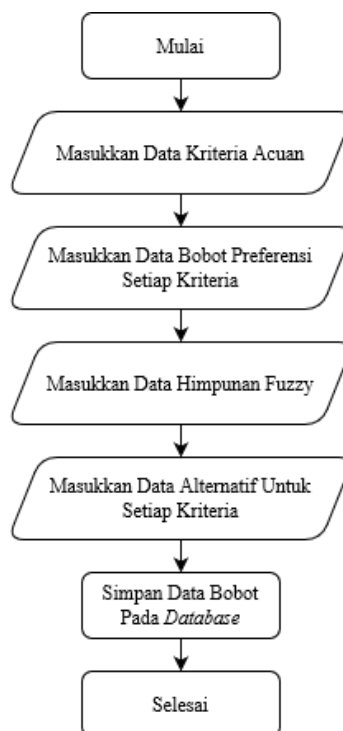 Mulai
Masukkan Data Kriteria Acuan
Masukkan Data Bobot Preferensi
Setiap Kriteria
Masukkan Data Himpunan Fuzzy
Masukkan Data Alternatif Untuk
Setiap Kriteria
Simpan Data Bobot
Pada Database
Selesai